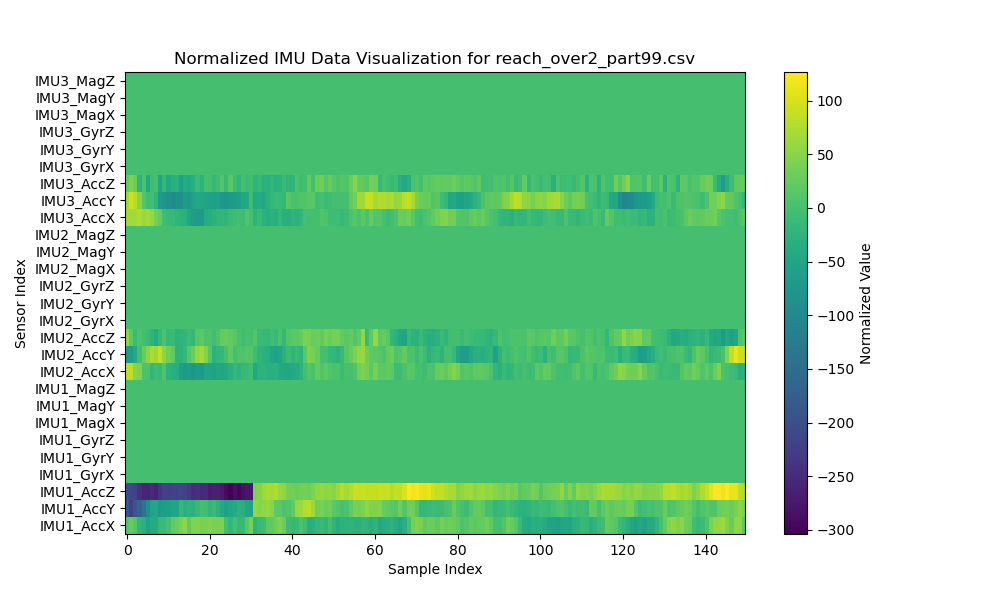 Normalized IMU Data Visualization for reach_over2_part99.csv
IMU3_MagZ
IMU3_MagY
IMU3_MagX
IMU3_GyrZ
IMU3_GyrY
IMU3_GyrX
IMU3_AccZ
IMU3_AccY
IMU3_AccX
IMU2_MagZ
IMU2_MagY
IMU2_MagX
IMU2_GyrZ
IMU2_GyrY
IMU2_GyrX
IMU2_AccZ
IMU2_AccY
IMU2_AccX
IMU1_MagZ
IMU1_MagY
IMU1_MagX
IMU1_GyrZ
IMU1_GyrY
IMU1_GyrX
IMU1_AccZ
IMU1_AccY
IMU1_AccX
Sensor Index
0 20 40 60 80 100 120 140
Sample Index
100
50
0
−50
−100
−150
−200
−250
−300
Normalized Value